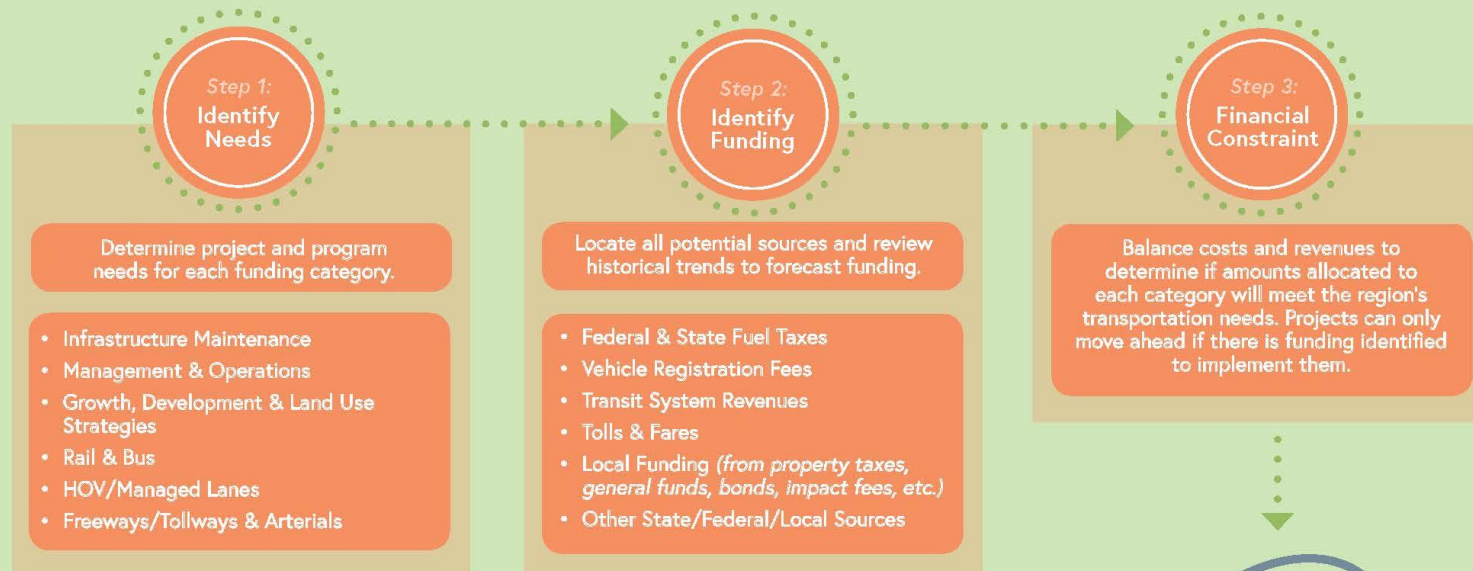 Step 1:
Identify
Needs
Determine project and program
needs for each funding category.
• Infrastructure Maintenance
• Management & Operations
• Growth, Development & Land Use
Strategies
• Rail & Bus
• HOV/Managed Lanes
• Freeways/Tollways & Arterials
Step 2:
Identify
Funding
Locate all potential sources and review
historical trends to forecast funding.
• Federal & State Fuel Taxes
• Vehicle Registration Fees
• Transit System Revenues
• Tolls & Fares
• Local Funding (from property taxes,
general funds, bonds, impact fees, etc.)
• Other State/Federal/Local Sources
Step 3:
Financial
Constraint
Balance costs and revenues to
determine if amounts allocated to
each category will meet the region's
transportation needs. Projects can only
move ahead if there is funding identified
to implement them.